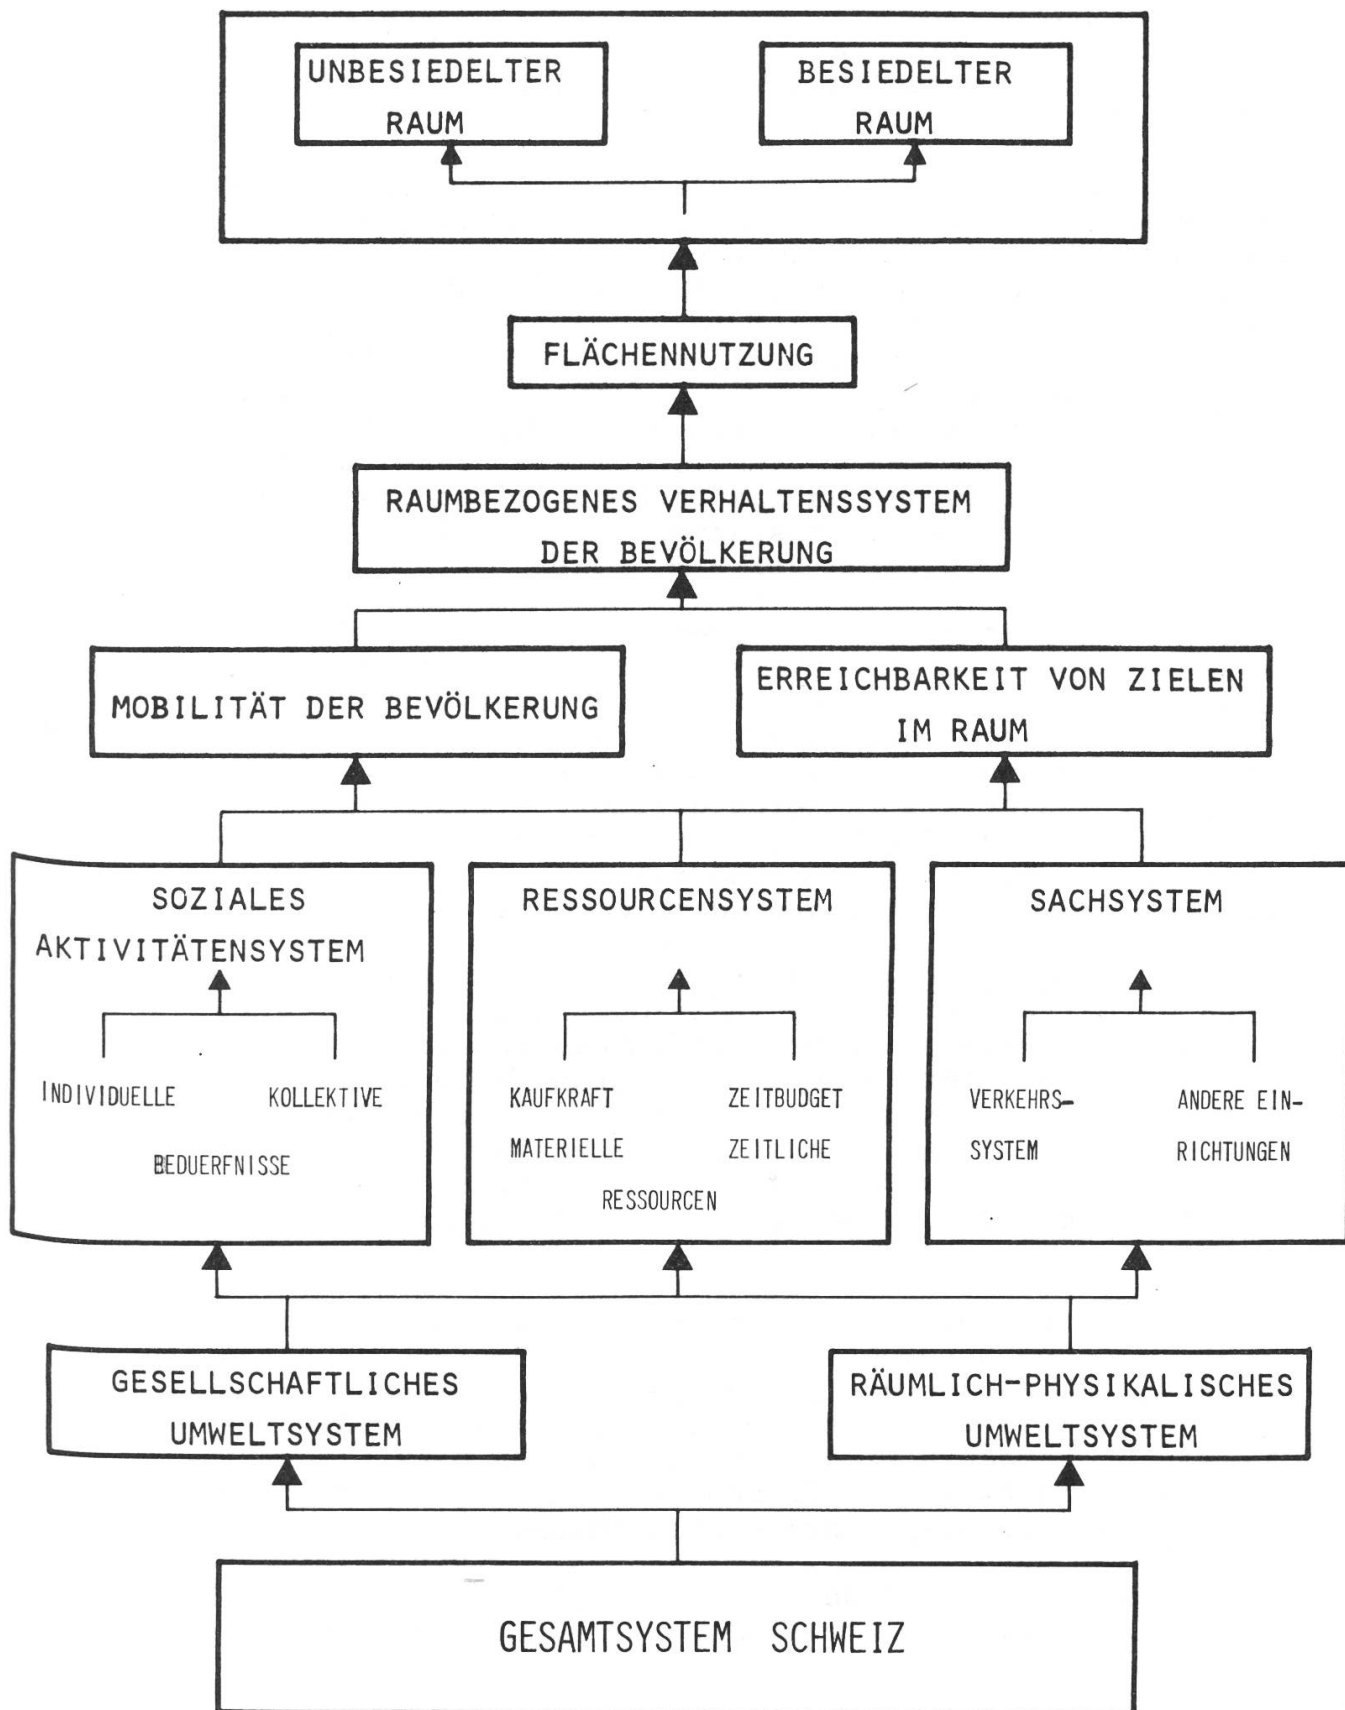 UNBESIEDELTER
RAUM
BESIEDELTER
RAUM
FLÄCHENNUTZUNG
RAUMBEZOGENES VERHALTENSSYSTEM
DER BEVÖLKERUNG
MOBILITÄT DER BEVÖLKERUNG
ERREICHBARKEIT VON ZIELEN
IM RAUM
SOZIALES
AKTIVITÄTENSYSTEM
INDIVIDUELLE
KOLLEKTIVE
BEDUERFNISSE
RESSOURCENSYSTEM
KAUFKRAFT
ZEITBUDGET
MATERIELLE
ZEITLICHE
RESSOURCEN
SACHSYSTEM
VERKEHRS-
SYSTEM
ANDERE EIN-
RICHTUNGEN
GESELLSCHAFTLICHES
UMWELTSYSTEM
RÄUMLICH-PHYSIKALISCHES
UMWELTSYSTEM
GESAMTSYSTEM SCHWEIZ